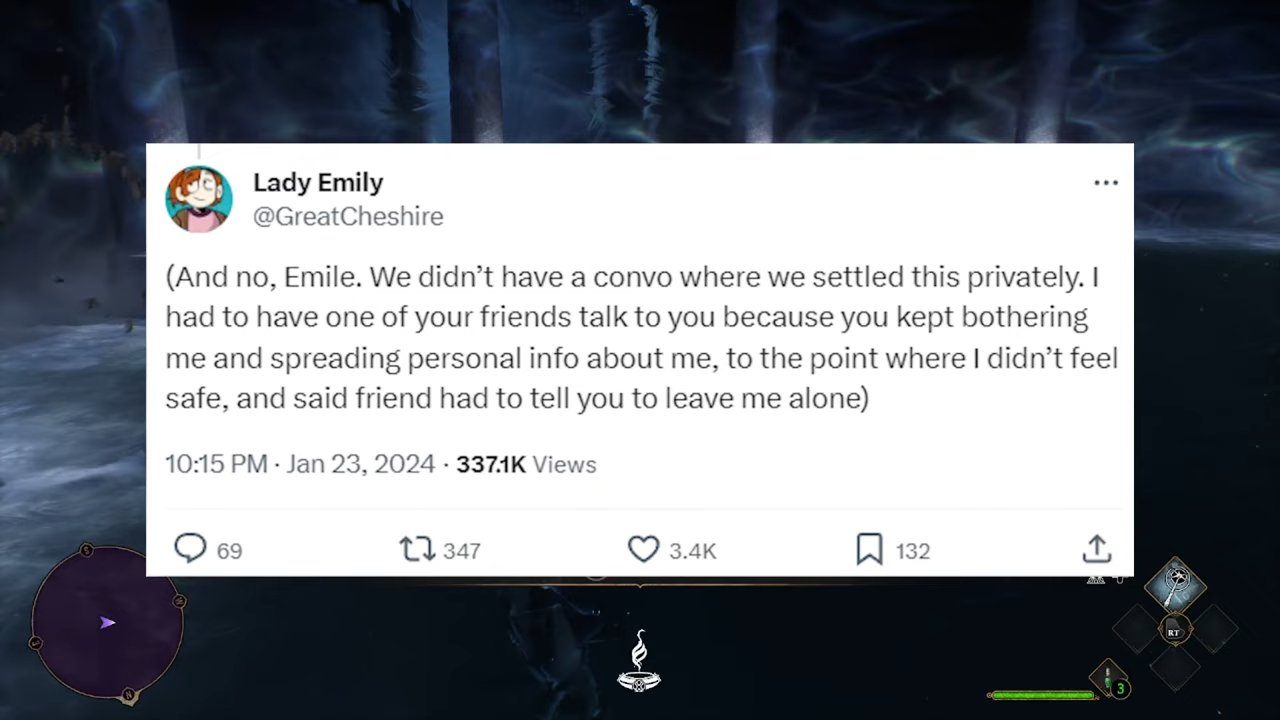 Lady Emily
@GreatCheshire
(And no, Emile. We didn’t have a convo where we settled this privately. I
had to have one of your friends talk to you because you kept bothering
me and spreading personal info about me, to the point where I didn’t feel
safe, and said friend had to tell you to leave me alone)
10:15 PM · Jan 23, 2024 · 337.1K Views
69 347 3.4K 132
S
N
RT
3